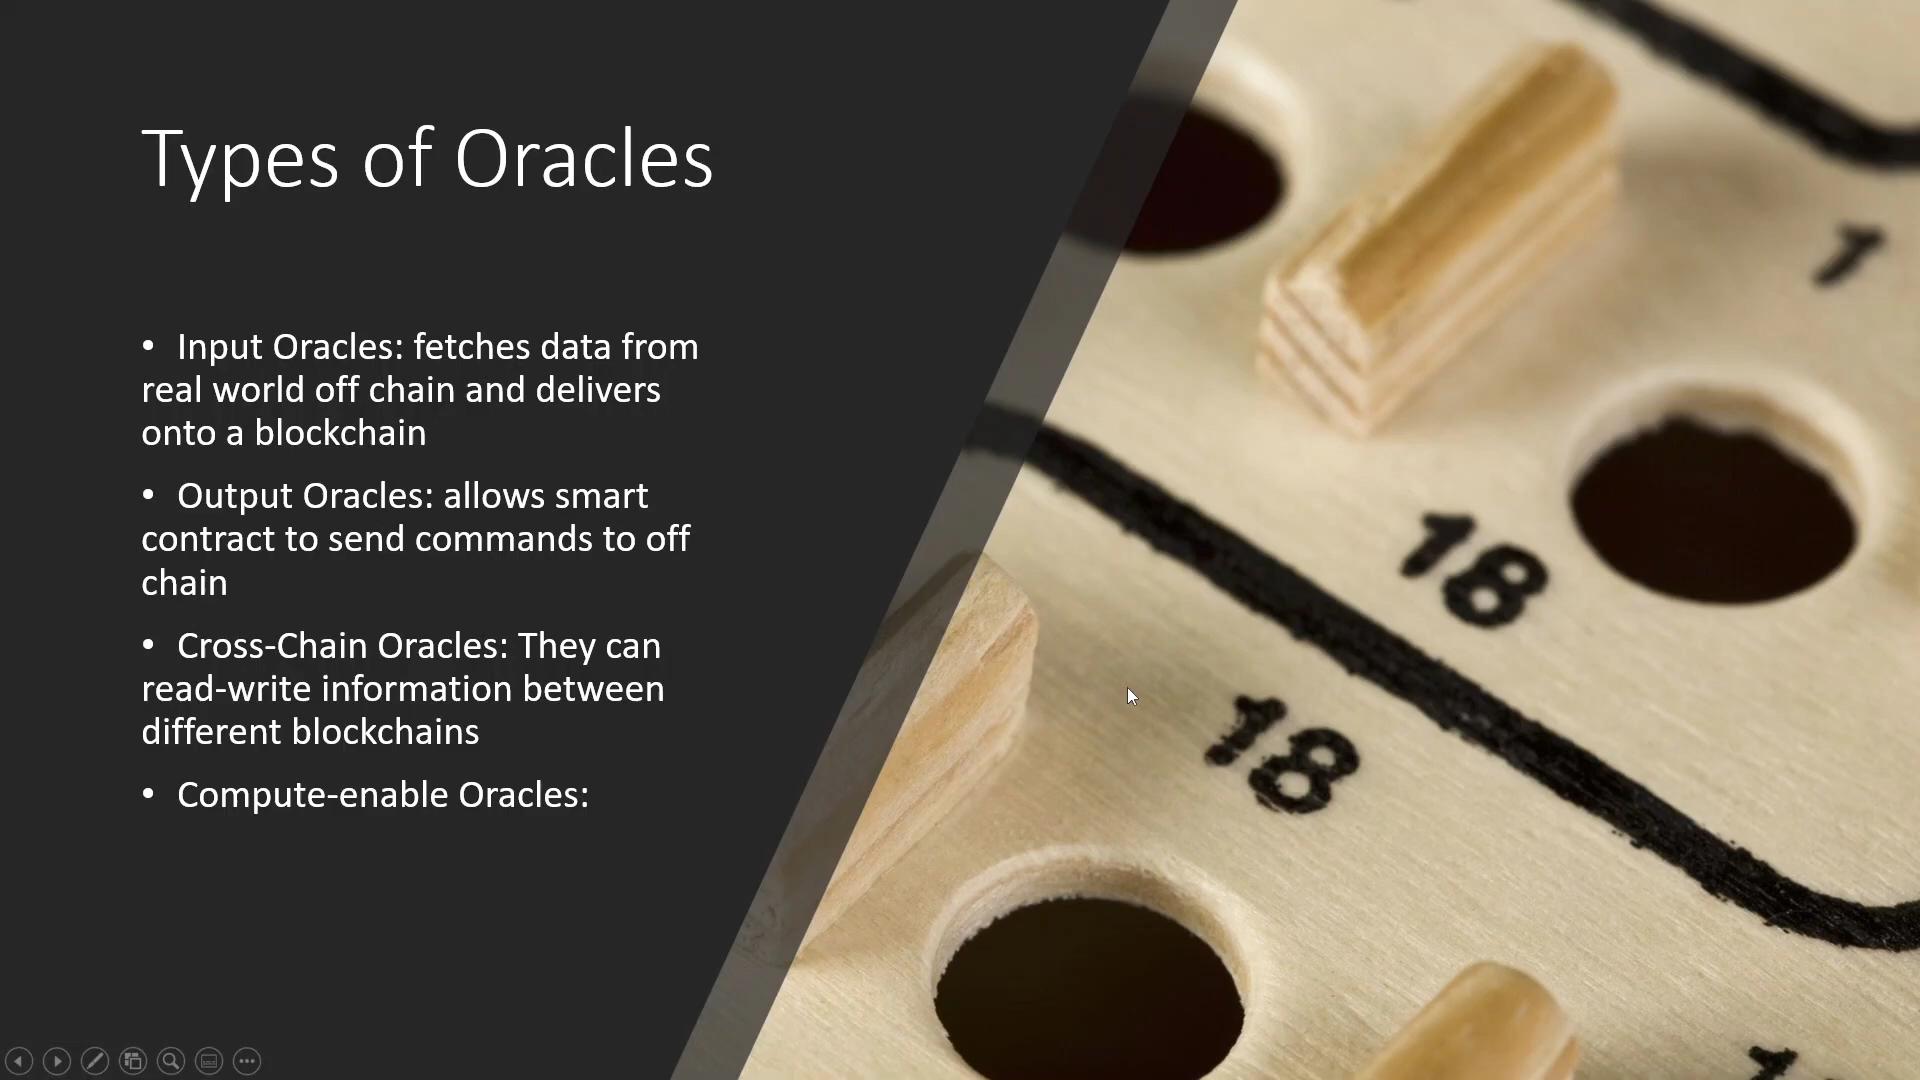 Types of Oracles
• Input Oracles: fetches data from
real world off chain and delivers
onto a blockchain
• Output Oracles: allows smart
contract to send commands to off
chain
• Cross-Chain Oracles: They can
read-write information between
different blockchains
• Compute-enable Oracles:
1
18
18
1